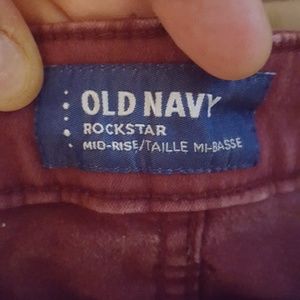 OLD NAVY
ROCKSTAR
MID-RISE/TAILLE MI-BASSE